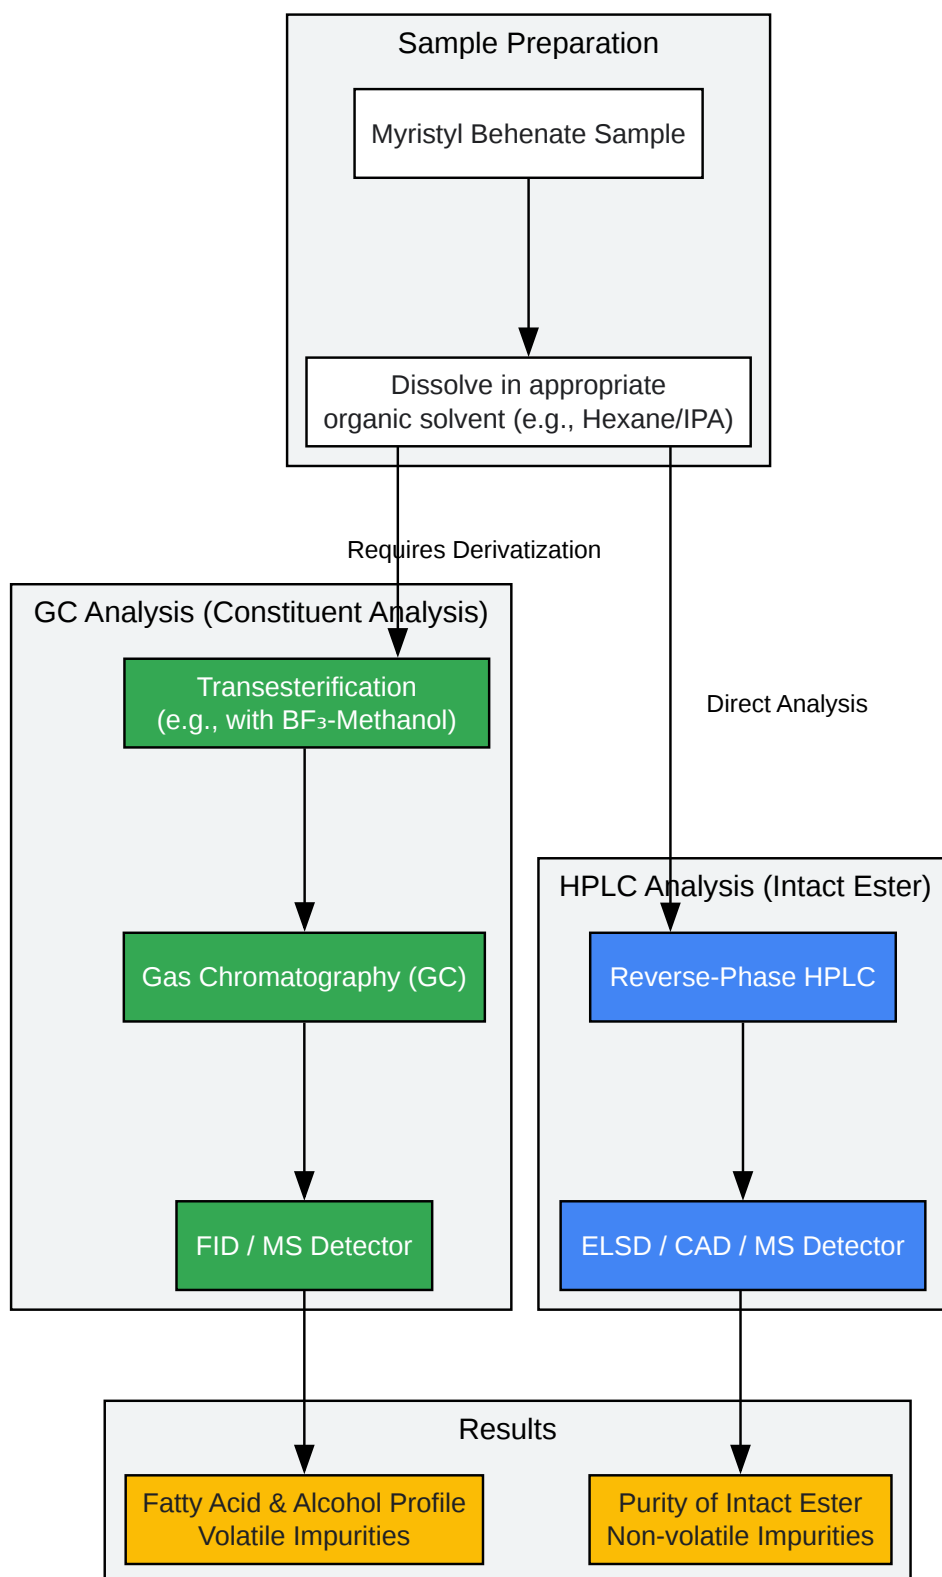 Sample Preparation
Myristyl Behenate Sample
Dissolve in appropriate
organic solvent (e.g., Hexane/IPA)
Requires Derivatization
GC Analysis (Constituent Analysis)
Transesterification
(e.g., with BF₃-Methanol)
Direct Analysis
HPLC Analysis (Intact Ester)
Gas Chromatography (GC)
Reverse-Phase HPLC
FID / MS Detector
ELSD / CAD / MS Detector
Results
Fatty Acid & Alcohol Profile
Volatile Impurities
Purity of Intact Ester
Non-volatile Impurities